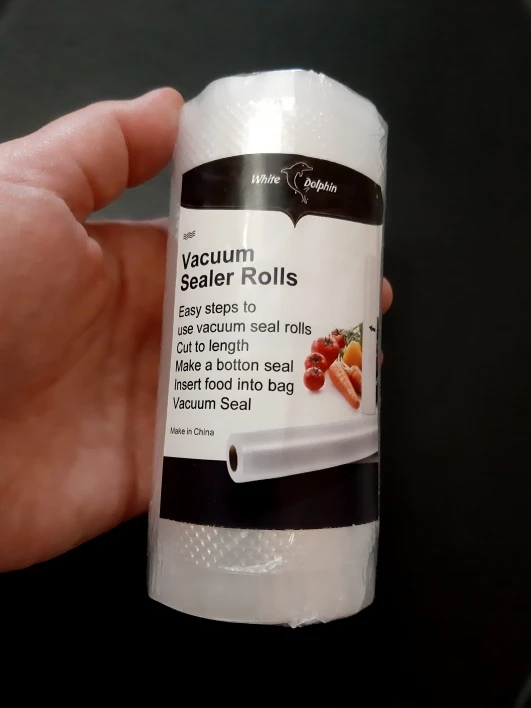 White Dolphin
Vacuum
Sealer Rolls
Easy steps to
use vacuum seal rolls
Cut to length
Make a botton seal
Insert food into bag
Vacuum Seal
Make in China